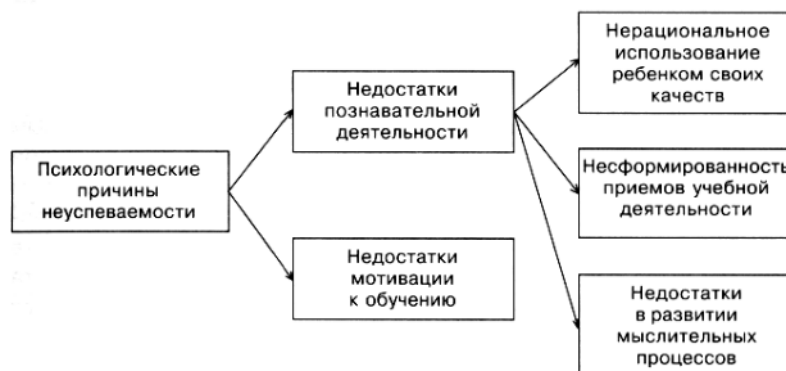 Психологические
причины
неуспеваемости
Недостатки
познавательной
деятельности
Недостатки
мотивации
к обучению
Нерациональное
использование
ребенком своих
качеств
Несформированность
приемов учебной
деятельности
Недостатки
в развитии
мыслительных
процессов